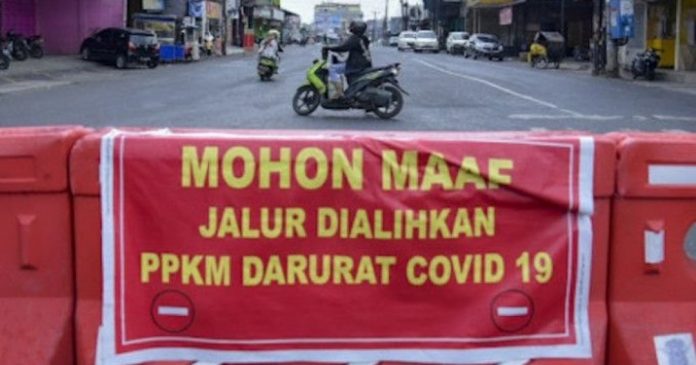 MOHON MAAF
JALUR DIALIHKAN
PPKM DARURAT COVID 19